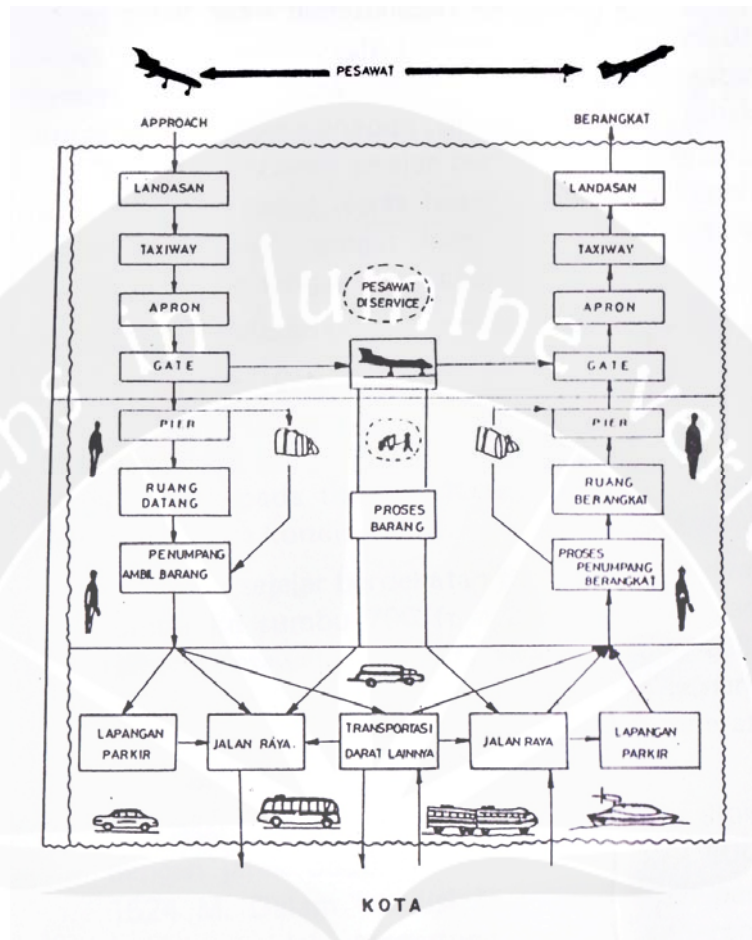 PESAWAT
APPROACH
BERANGKAT
LANDASAN
LANDASAN
TAXIWAY
TAXIWAY
PESAWAT
DI SERVICE
APRON
APRON
GATE
GATE
PIER
PIER
RUANG
DATANG
PROSES
BARANG
RUANG
BERANGKAT
PENUMPANG
AMBIL BARANG
PROSES
PENUMPANG
BERANGKAT
LAPANGAN
PARKIR
JALAN RAYA.
TRANSPORTASI
DARAT LAINNYA
JALAN RAYA
LAPANGAN
PARKIR
KOTA
in lumine